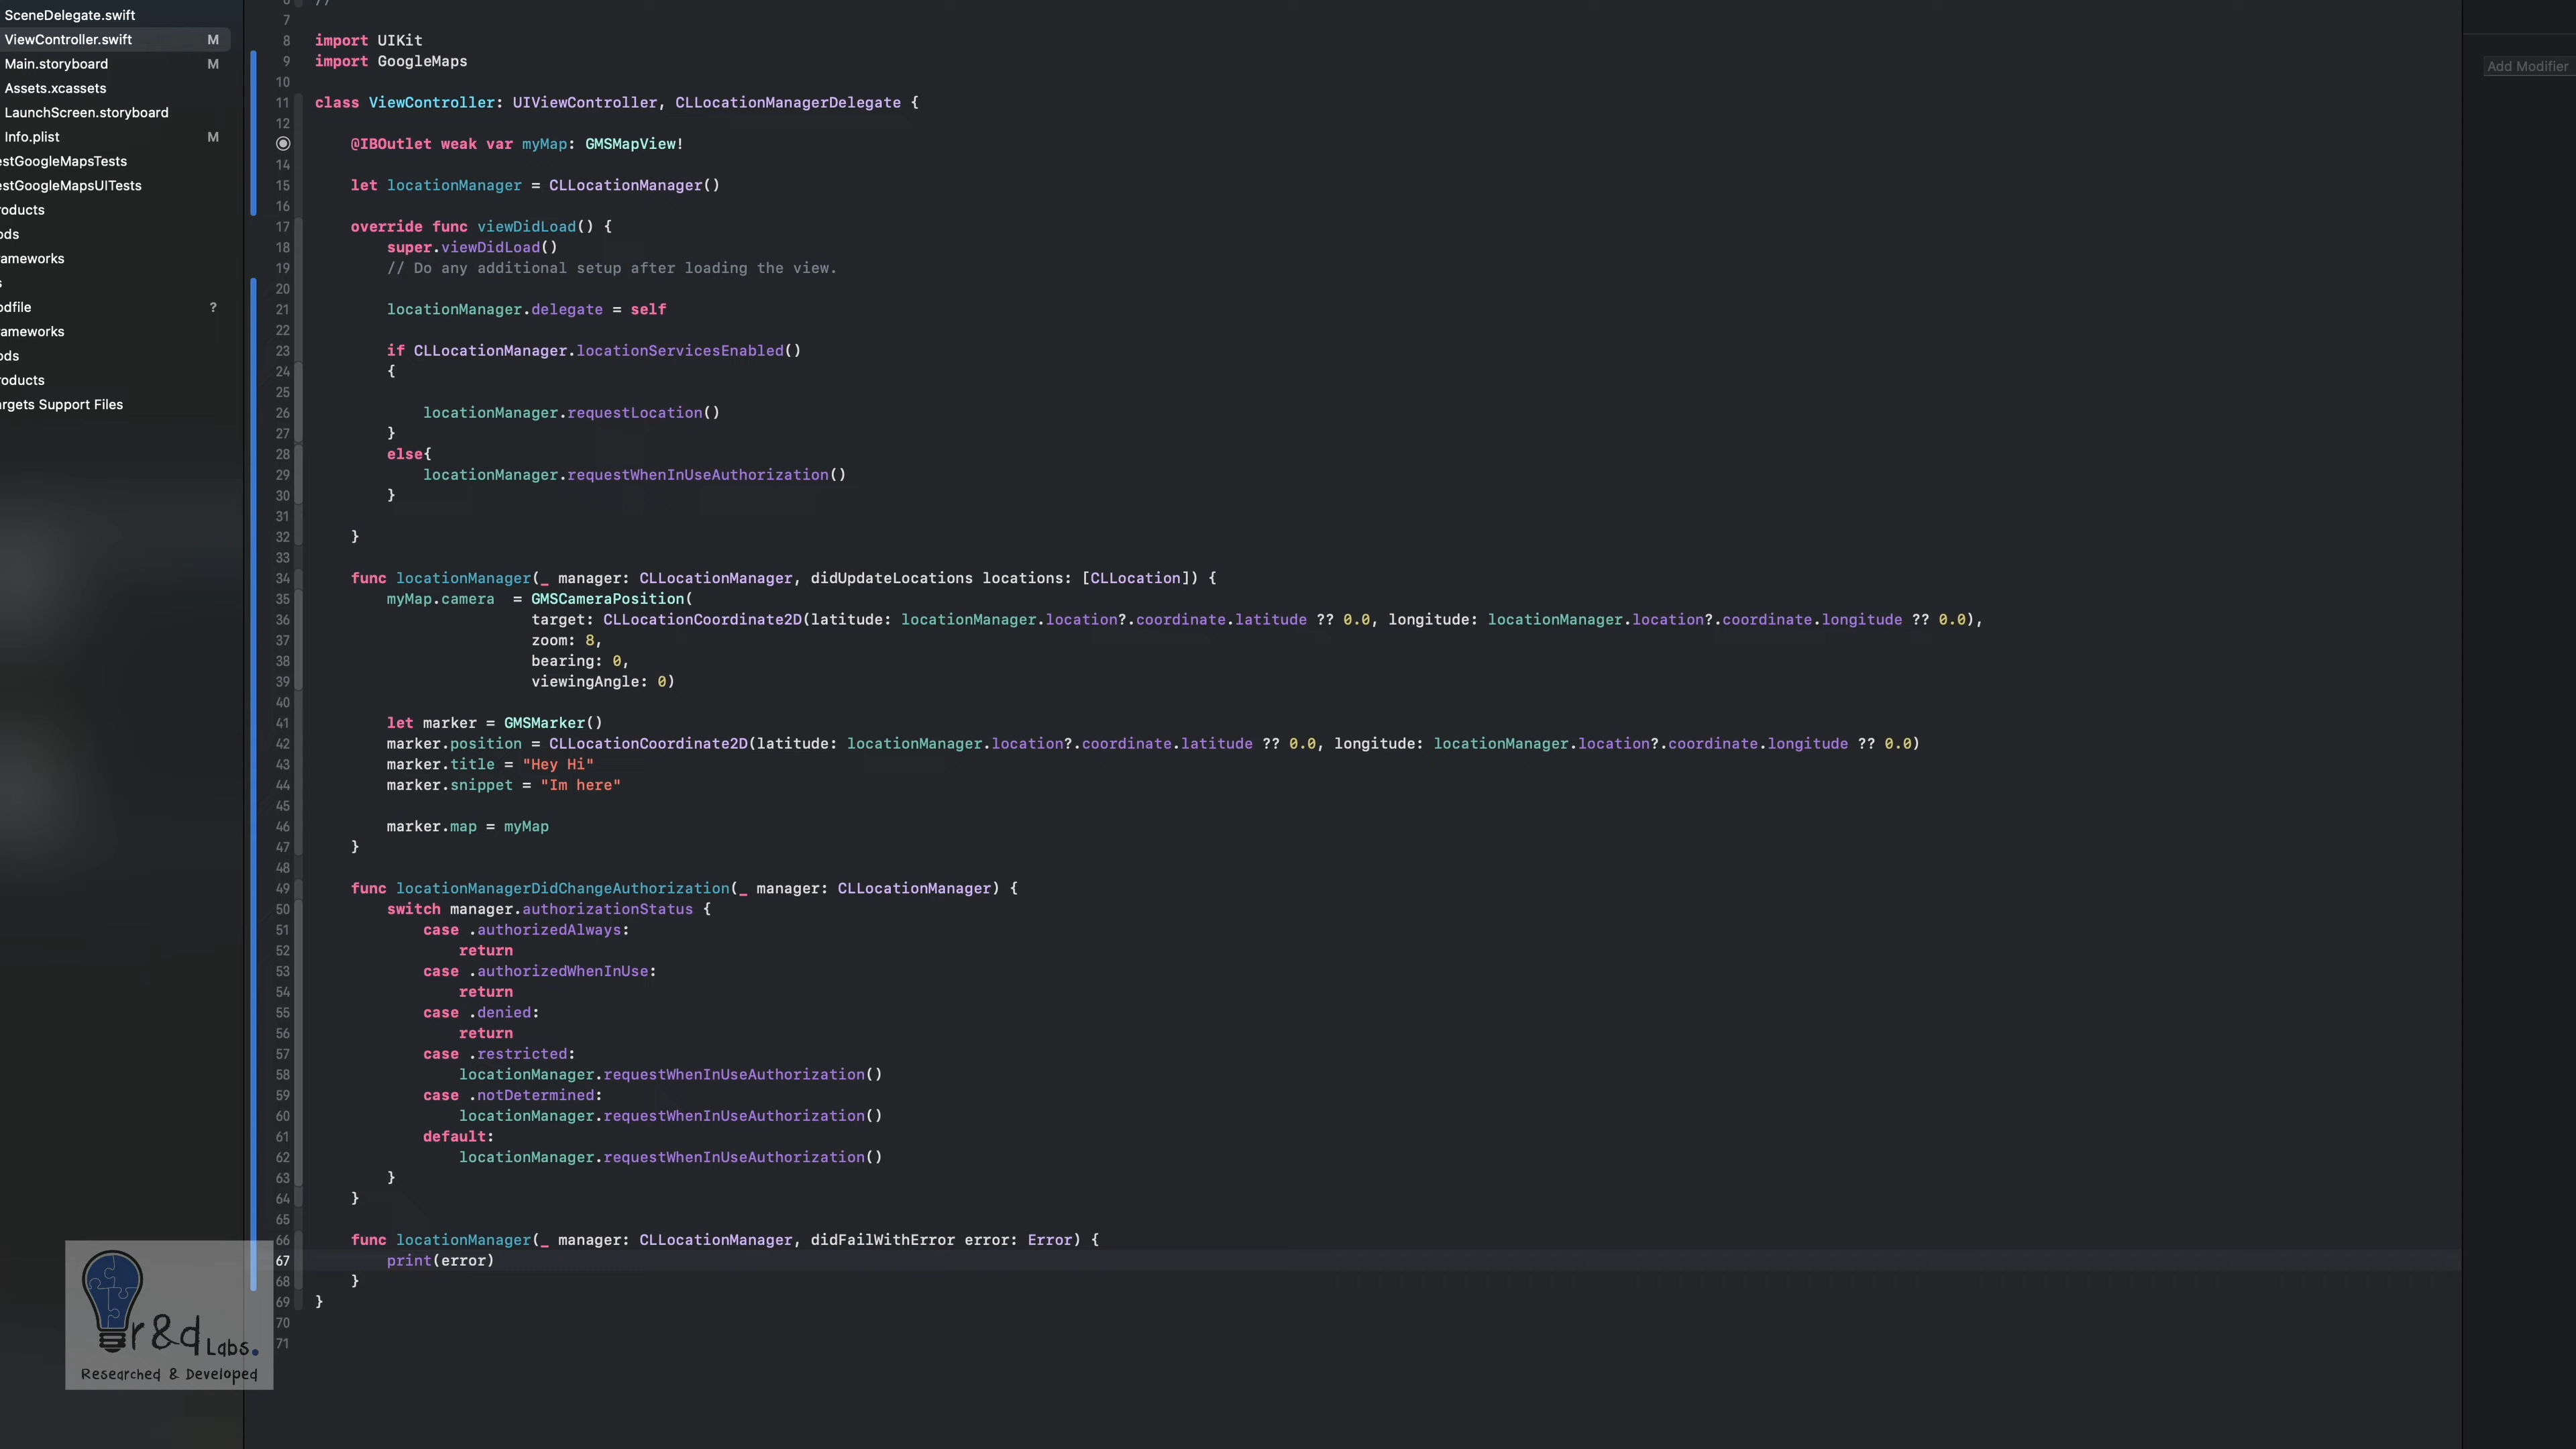 SceneDelegate.swift
ViewController.swift M
Main.storyboard M
Assets.xcassets
LaunchScreen.storyboard
Info.plist M
estGoogleMapsTests
estGoogleMapsUITests
roducts
ods
ameworks
s
odfile ?
ameworks
ods
roducts
argets Support Files
6 //
7
8 import UIKit
9 import GoogleMaps
10
11 class ViewController: UIViewController, CLLocationManagerDelegate {
12
@IBOutlet weak var myMap: GMSMapView!
14
15 let locationManager = CLLocationManager()
16
17 override func viewDidLoad() {
18 super.viewDidLoad()
19 // Do any additional setup after loading the view.
20
21 locationManager.delegate = self
22
23 if CLLocationManager.locationServicesEnabled()
24 {
25
26 locationManager.requestLocation()
27 }
28 else{
29 locationManager.requestWhenInUseAuthorization()
30 }
31
32 }
33
34 func locationManager(_ manager: CLLocationManager, didUpdateLocations locations: [CLLocation]) {
35 myMap.camera  = GMSCameraPosition(
36 target: CLLocationCoordinate2D(latitude: locationManager.location?.coordinate.latitude ?? 0.0, longitude: locationManager.location?.coordinate.longitude ?? 0.0),
37 zoom: 8,
38 bearing: 0,
39 viewingAngle: 0)
40
41 let marker = GMSMarker()
42 marker.position = CLLocationCoordinate2D(latitude: locationManager.location?.coordinate.latitude ?? 0.0, longitude: locationManager.location?.coordinate.longitude ?? 0.0)
43 marker.title = "Hey Hi"
44 marker.snippet = "Im here"
45
46 marker.map = myMap
47 }
48
49 func locationManagerDidChangeAuthorization(_ manager: CLLocationManager) {
50 switch manager.authorizationStatus {
51 case .authorizedAlways:
52 return
53 case .authorizedWhenInUse:
54 return
55 case .denied:
56 return
57 case .restricted:
58 locationManager.requestWhenInUseAuthorization()
59 case .notDetermined:
60 locationManager.requestWhenInUseAuthorization()
61 default:
62 locationManager.requestWhenInUseAuthorization()
63 }
64 }
65
66 func locationManager(_ manager: CLLocationManager, didFailWithError error: Error) {
67 print(error)
68 }
69 }
70
71
Add Modifier
r&d Labs.
Researched & Developed